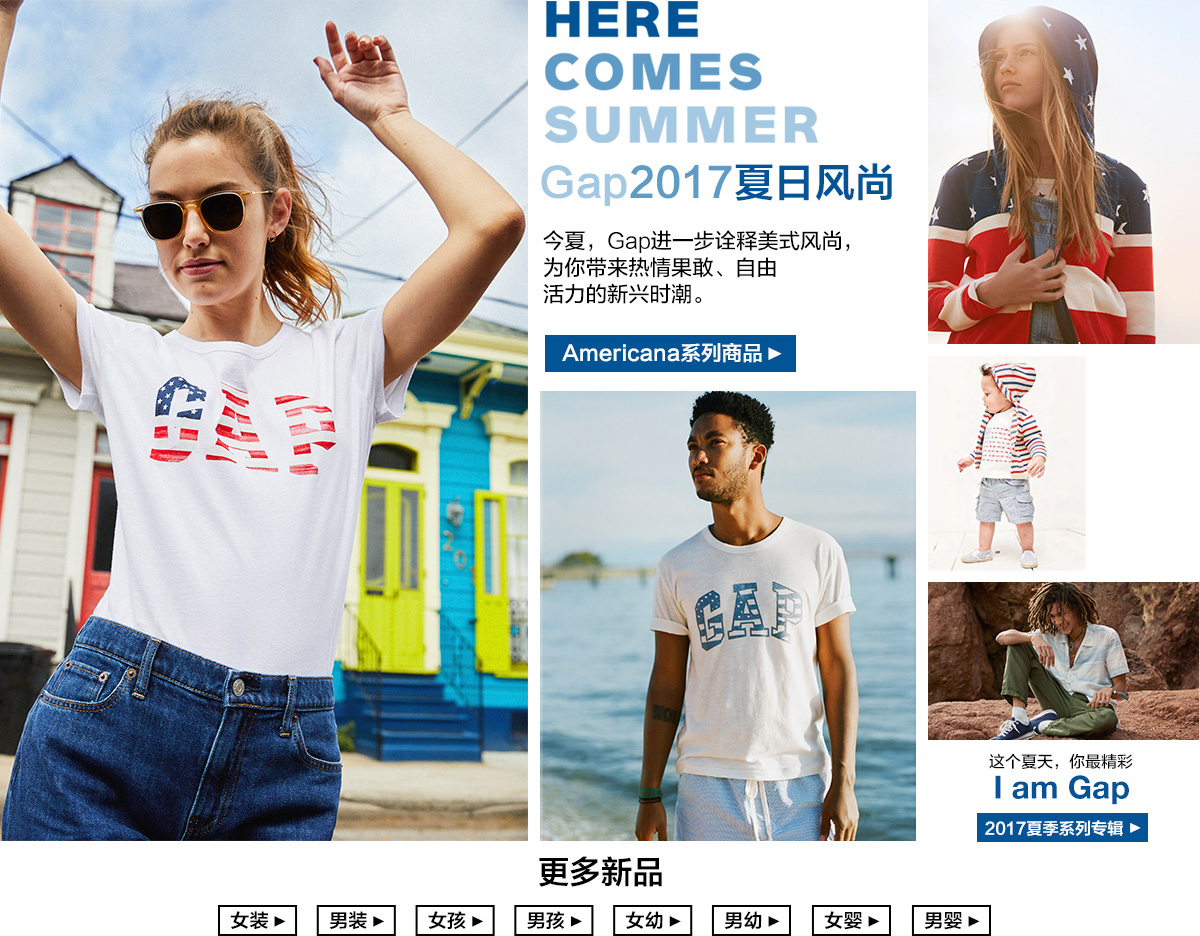 HERE
COMES
SUMMER
Gap2017夏日风尚
今夏，Gap进一步诠释美式风尚，
为你带来热情果敢、自由
活力的新兴时潮。
Americana系列商品 ▶
GAP
GAP
20
这个夏天，你最精彩
I am Gap
2017夏季系列专辑 ▶
更多新品
女装 ▶
男装 ▶
女孩 ▶
男孩 ▶
女幼 ▶
男幼 ▶
女婴 ▶
男婴 ▶